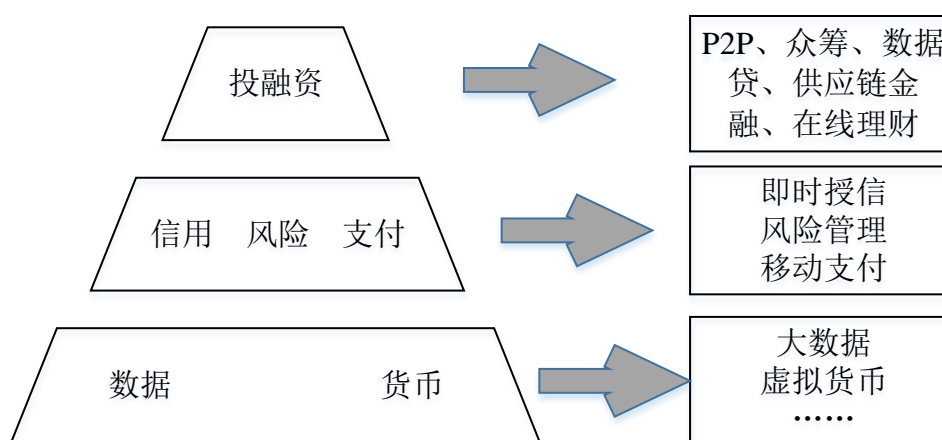 投融资
P2P、众筹、数据
贷、供应链金
融、在线理财
信用 风险 支付
即时授信
风险管理
移动支付
数据 货币
大数据
虚拟货币
……